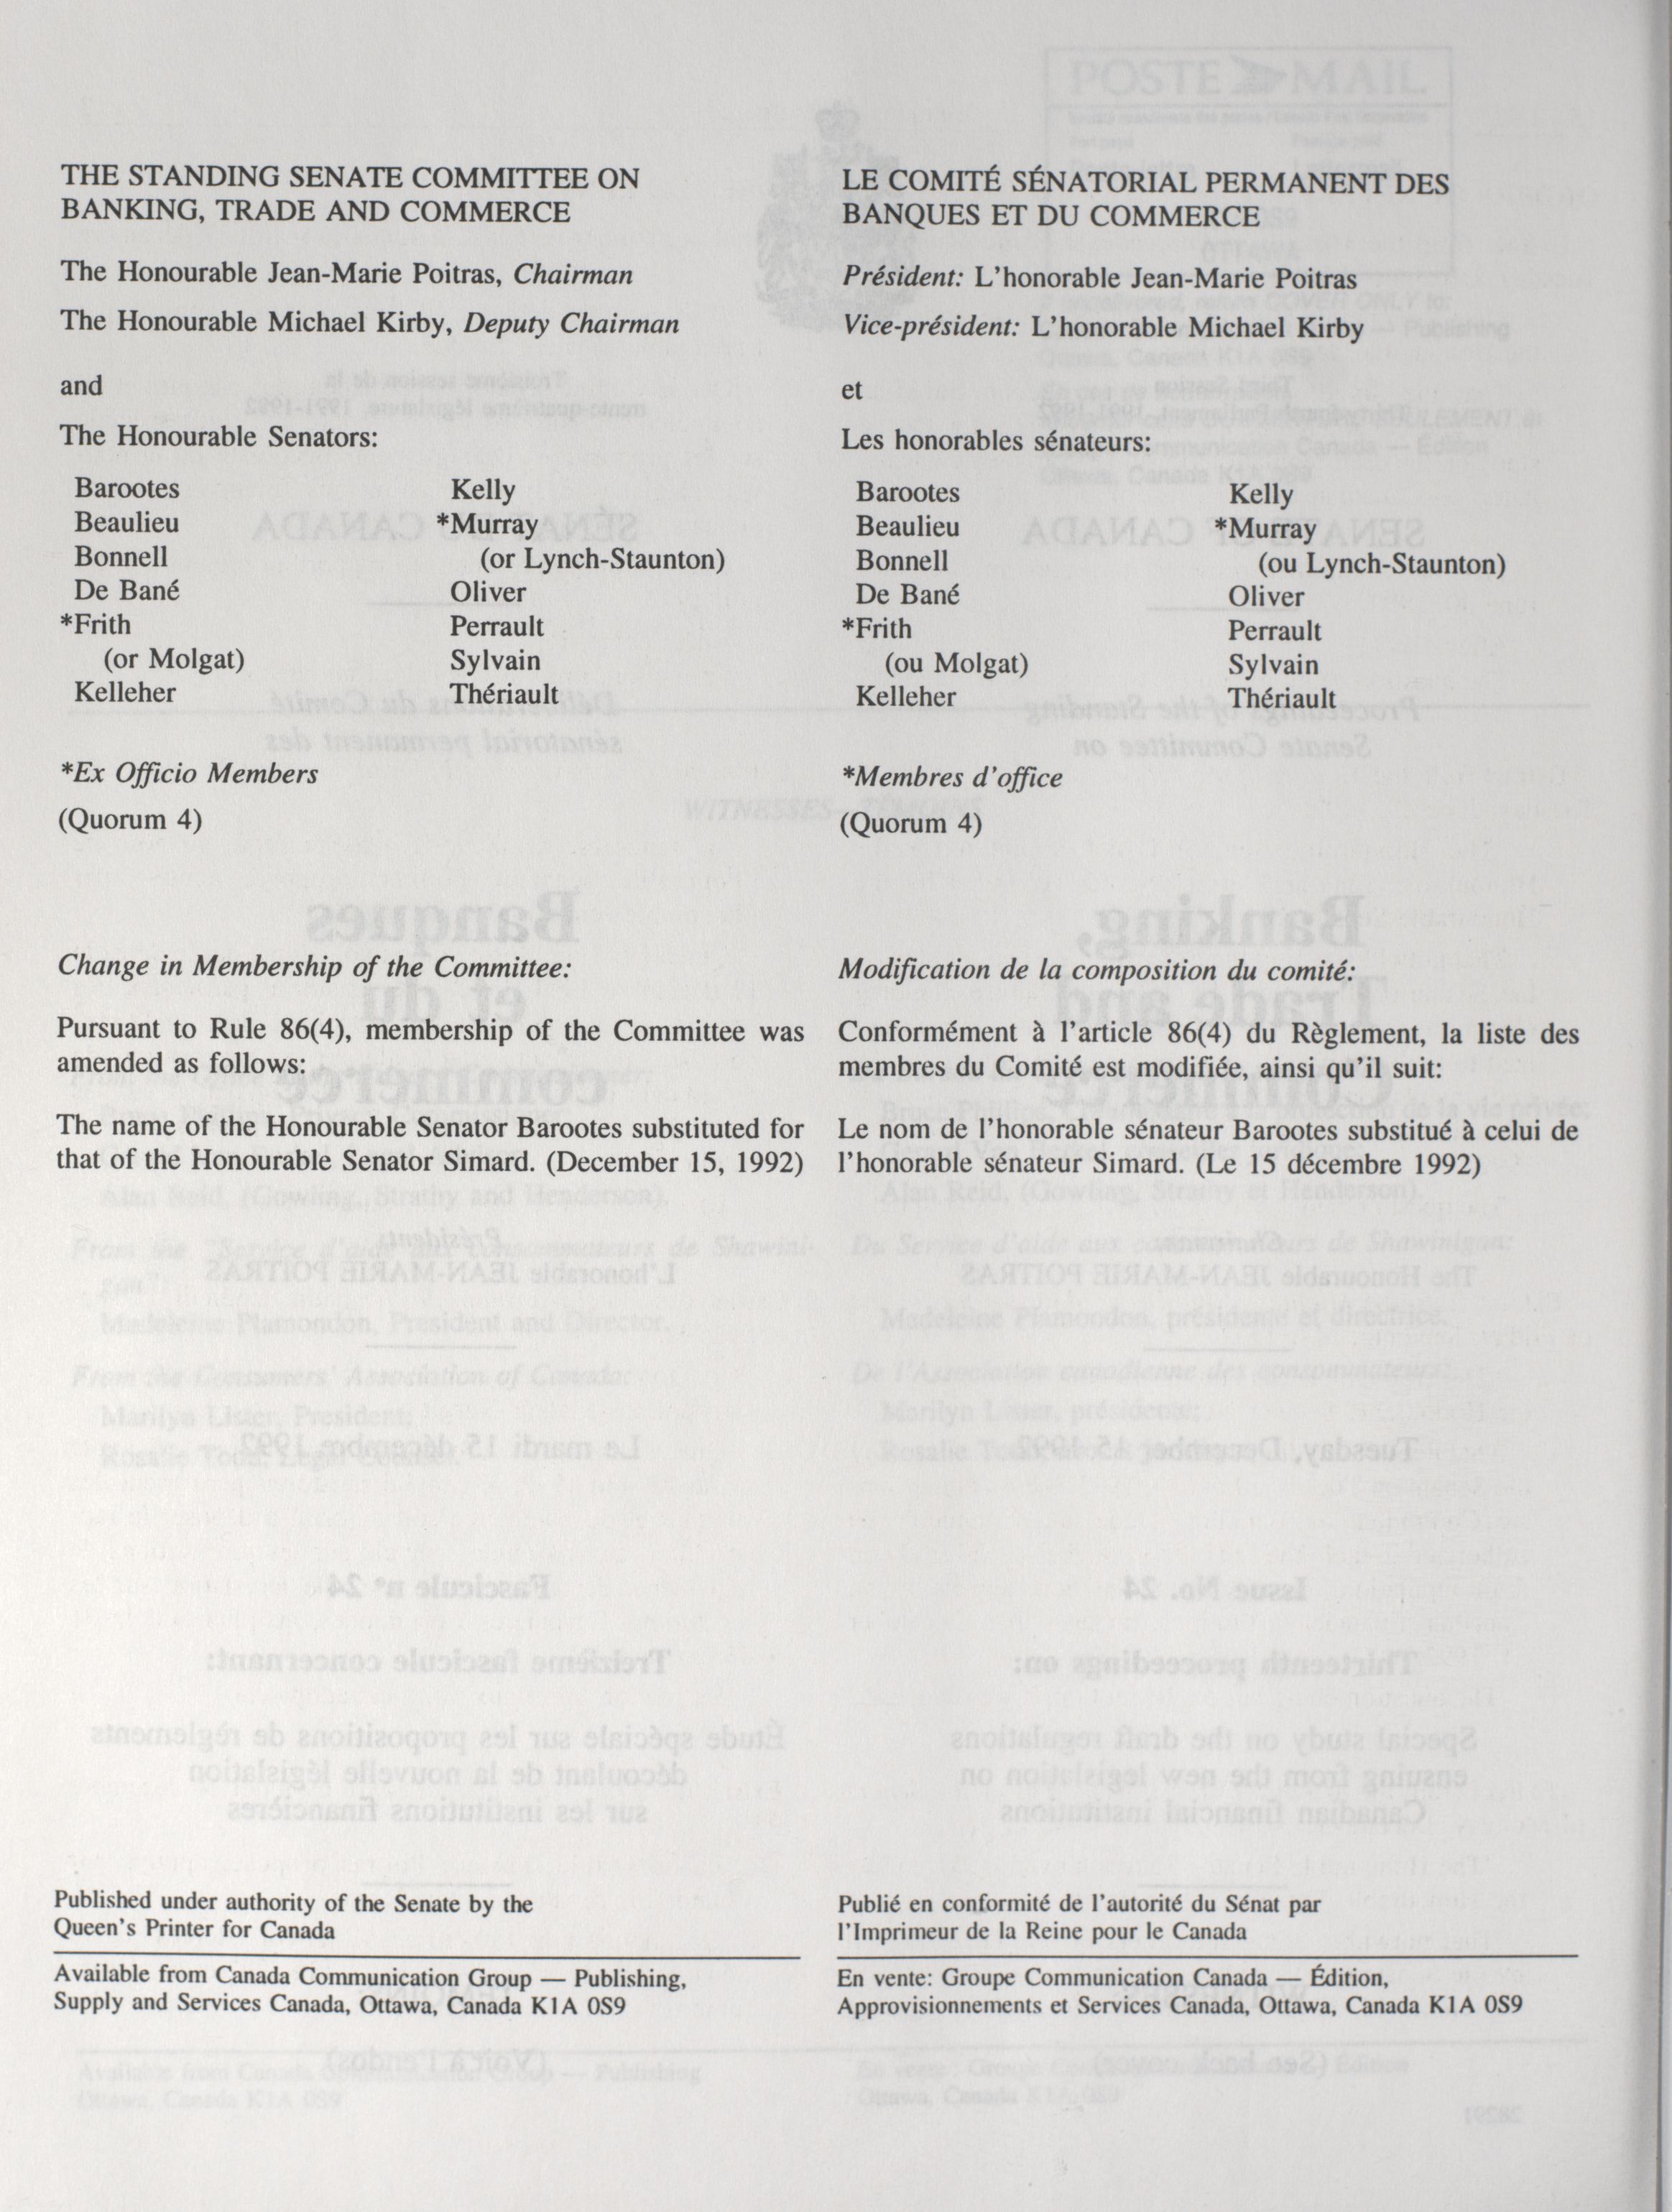 THE STANDING SENATE COMMITTEE ON
BANKING, TRADE AND COMMERCE
The Honourable Jean-Marie Poitras, Chairman
The Honourable Michael Kirby, Deputy Chairman
and
The Honourable Senators:
Barootes
Beaulieu
Bonnell
De Bané
*Frith
(or Molgat)
Kelleher
Kelly
*Murray
(or Lynch-Staunton)
Oliver
Perrault
Sylvain
Thériault
*Ex Officio Members
(Quorum 4)
Change in Membership of the Committee:
Pursuant to Rule 86(4), membership of the Committee was
amended as follows:
The name of the Honourable Senator Barootes substituted for
that of the Honourable Senator Simard. (December 15, 1992)
Published under authority of the Senate by the
Queen's Printer for Canada
Available from Canada Communication Group — Publishing,
Supply and Services Canada, Ottawa, Canada K1A 0S9
LE COMITÉ SÉNATORIAL PERMANENT DES
BANQUES ET DU COMMERCE
Président: L'honorable Jean-Marie Poitras
Vice-président: L'honorable Michael Kirby
et
Les honorables sénateurs:
Barootes
Beaulieu
Bonnell
De Bané
*Frith
(ou Molgat)
Kelleher
Kelly
*Murray
(ou Lynch-Staunton)
Oliver
Perrault
Sylvain
Thériault
*Membres d'office
(Quorum 4)
Modification de la composition du comité:
Conformément à l'article 86(4) du Règlement, la liste des
membres du Comité est modifiée, ainsi qu'il suit:
Le nom de l'honorable sénateur Barootes substitué à celui de
l'honorable sénateur Simard. (Le 15 décembre 1992)
Publié en conformité de l'autorité du Sénat par
l'Imprimeur de la Reine pour le Canada
En vente: Groupe Communication Canada — Édition,
Approvisionnements et Services Canada, Ottawa, Canada K1A 0S9